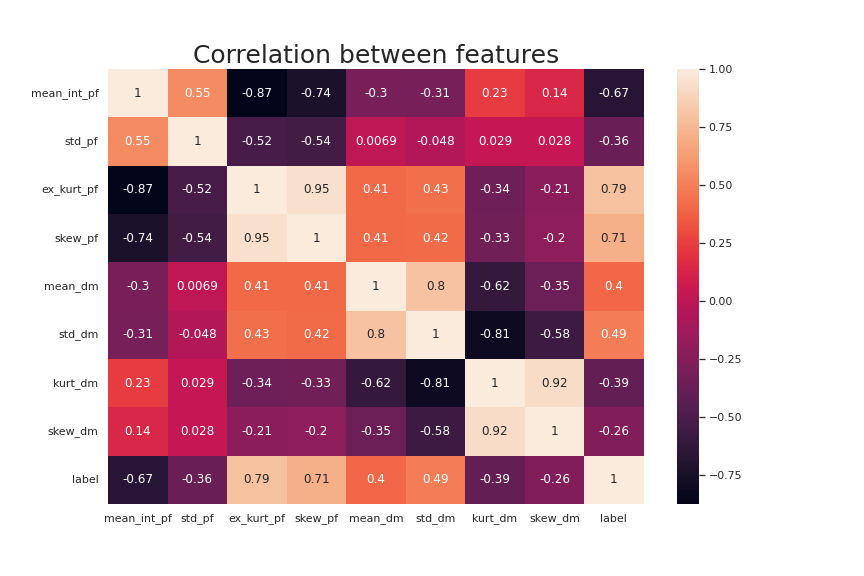 Correlation between features
mean_int_pf 1 0.55 -0.87 -0.74 -0.3 -0.31 0.23 0.14 -0.67
std_pf 0.55 1 -0.52 -0.54 0.0069 -0.048 0.029 0.028 -0.36
ex_kurt_pf -0.87 -0.52 1 0.95 0.41 0.43 -0.34 -0.21 0.79
skew_pf -0.74 -0.54 0.95 1 0.41 0.42 -0.33 -0.2 0.71
mean_dm -0.3 0.0069 0.41 0.41 1 0.8 -0.62 -0.35 0.4
std_dm -0.31 -0.048 0.43 0.42 0.8 1 -0.81 -0.58 0.49
kurt_dm 0.23 0.029 -0.34 -0.33 -0.62 -0.81 1 0.92 -0.39
skew_dm 0.14 0.028 -0.21 -0.2 -0.35 -0.58 0.92 1 -0.26
label -0.67 -0.36 0.79 0.71 0.4 0.49 -0.39 -0.26 1
mean_int_pf std_pf ex_kurt_pf skew_pf mean_dm std_dm kurt_dm skew_dm label
1.00
0.75
0.50
0.25
0.00
−0.25
−0.50
−0.75